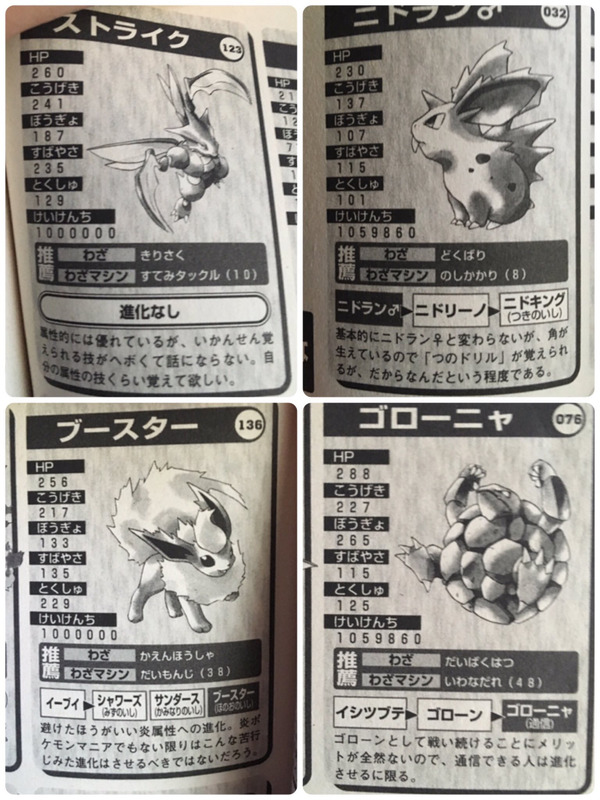 ストライク
123
HP
260
こうげき
241
ぼうぎょ
187
すばやさ
235
とくしゅ
129
けいけんち
1000000
推薦
わざ きりさく
わざマシン すてみタックル(10)
進化なし
属性的には優れているが、いかんせん覚
えられる技がヘボくて話にならない。自
分の属性の技くらい覚えて欲しい。
ニドラン♂
032
HP
230
こうげき
137
ぼうぎょ
107
すばやさ
115
とくしゅ
101
けいけんち
1059860
推薦
わざ どくばり
わざマシン のしかかり(8)
ニドラン♂ ニドリーノ ニドキング
(つきのいし)
基本的にニドラン♀と変わらないが、角が
生えているので「つのドリル」が覚えられ
るが、だからなんだという程度である。
ブースター
136
HP
256
こうげき
217
ぼうぎょ
133
すばやさ
135
とくしゅ
229
けいけんち
1000000
推薦
わざ かえんほうしゃ
わざマシン だいもんじ(38)
イーブイ シャワーズ サンダース ブースター
(みずのいし) (かみなりのいし) (ほのおのいし)
避けたほうがいい炎属性への進化。炎ポ
ケモンマニアでもない限りはこんな苦行
じみた進化はさせるべきではないだろう。
ゴローニャ
076
HP
288
こうげき
227
ぼうぎょ
265
すばやさ
115
とくしゅ
125
けいけんち
1059860
推薦
わざ だいばくはつ
わざマシン いわなだれ(48)
イシツブテ ゴローン ゴローニャ
(通信)
ゴローンとして戦い続けることにメリッ
トが全然ないので、通信できる人は進化
させるに限る。